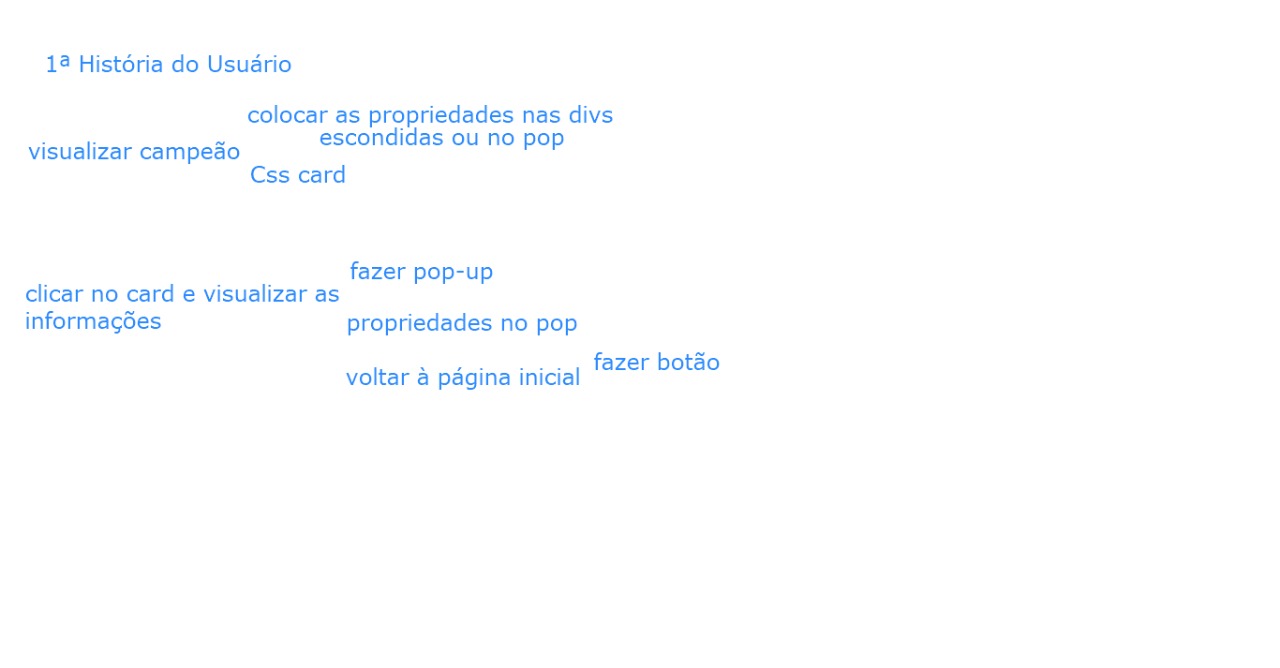 1ª História do Usuário
colocar as propriedades nas divs
escondidas ou no pop
visualizar campeão
Css card
fazer pop-up
clicar no card e visualizar as
informações
propriedades no pop
fazer botão
voltar à página inicial